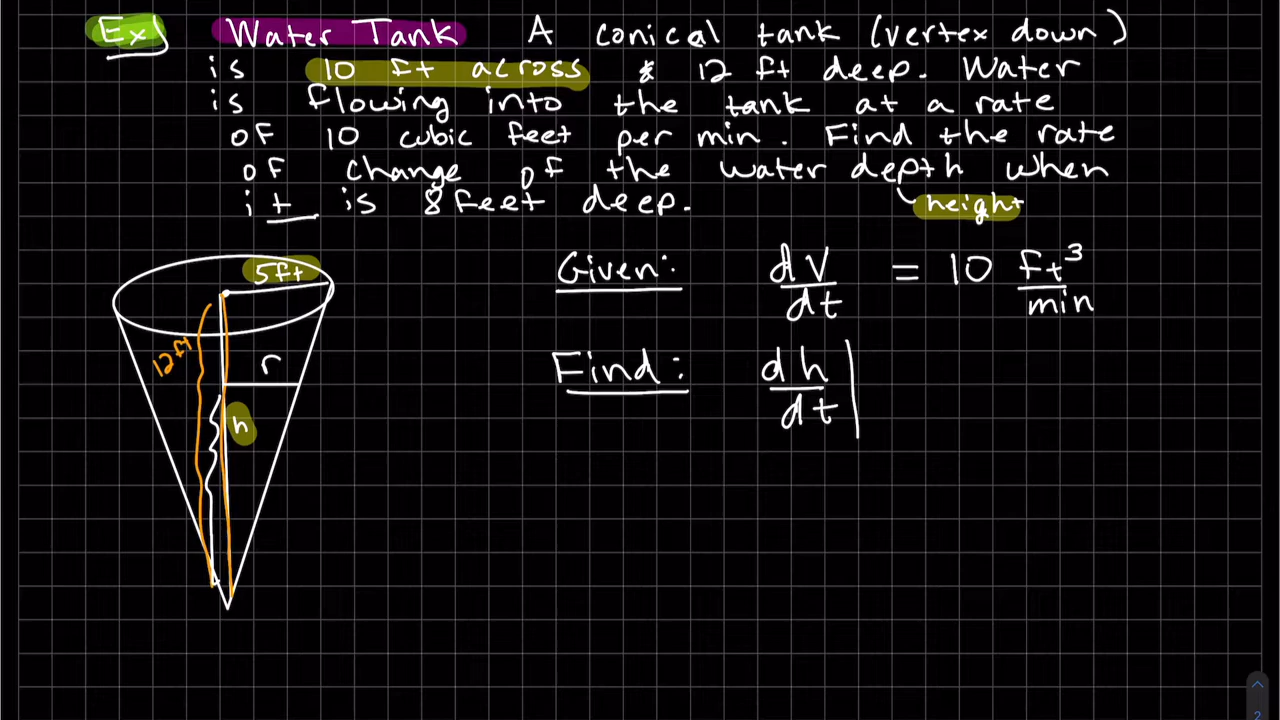 Ex) Water Tank A conical tank (vertex down)
is 10 ft across & 12 ft deep. Water
is flowing into the tank at a rate
of 10 cubic feet per min. Find the rate
of change of the water depth when
it is 8 feet deep. height
5ft
12ft
r
h
Given: dV/dt = 10 ft³/min
Find: dh/dt |
2